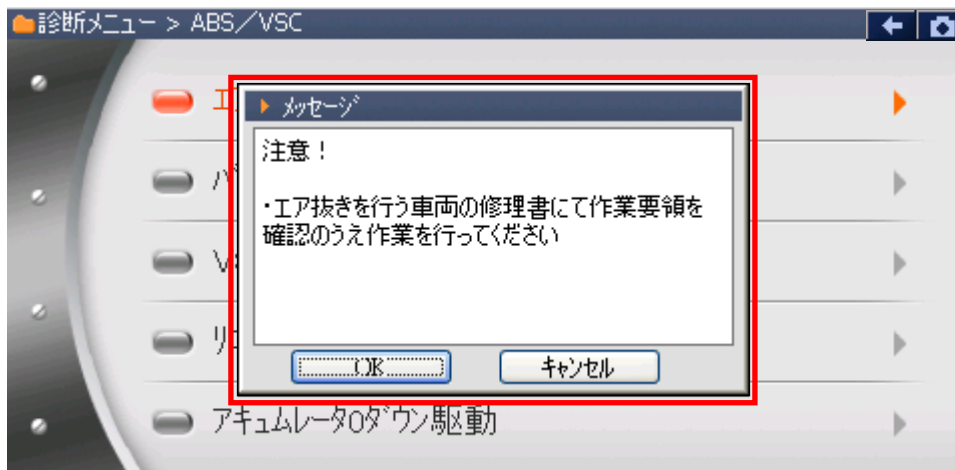 診断メニュー > ABS／VSC
メッセージ
注意！
・エア抜きを行う車両の修理書にて作業要領を
確認のうえ作業を行ってください
OK
キャンセル
アキュムレータ0ダウン駆動